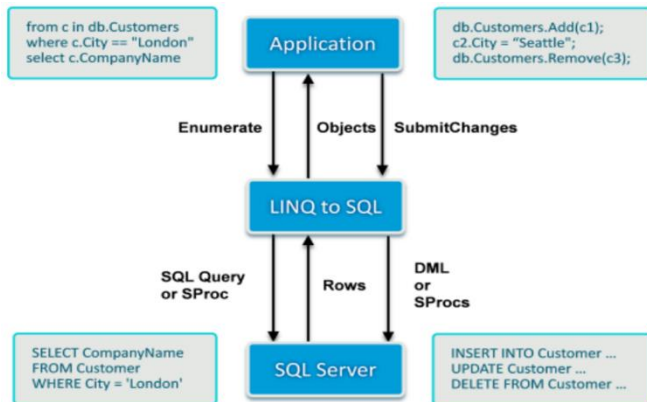 from c in db.Customers
where c.City == "London"
select c.CompanyName
Application
db.Customers.Add(c1);
c2.City = "Seattle";
db.Customers.Remove(c3);
Enumerate
Objects
SubmitChanges
LINQ to SQL
SQL Query
or SProc
Rows
DML
or
SProcs
SELECT CompanyName
FROM Customer
WHERE City = 'London'
SQL Server
INSERT INTO Customer ...
UPDATE Customer ...
DELETE FROM Customer ...